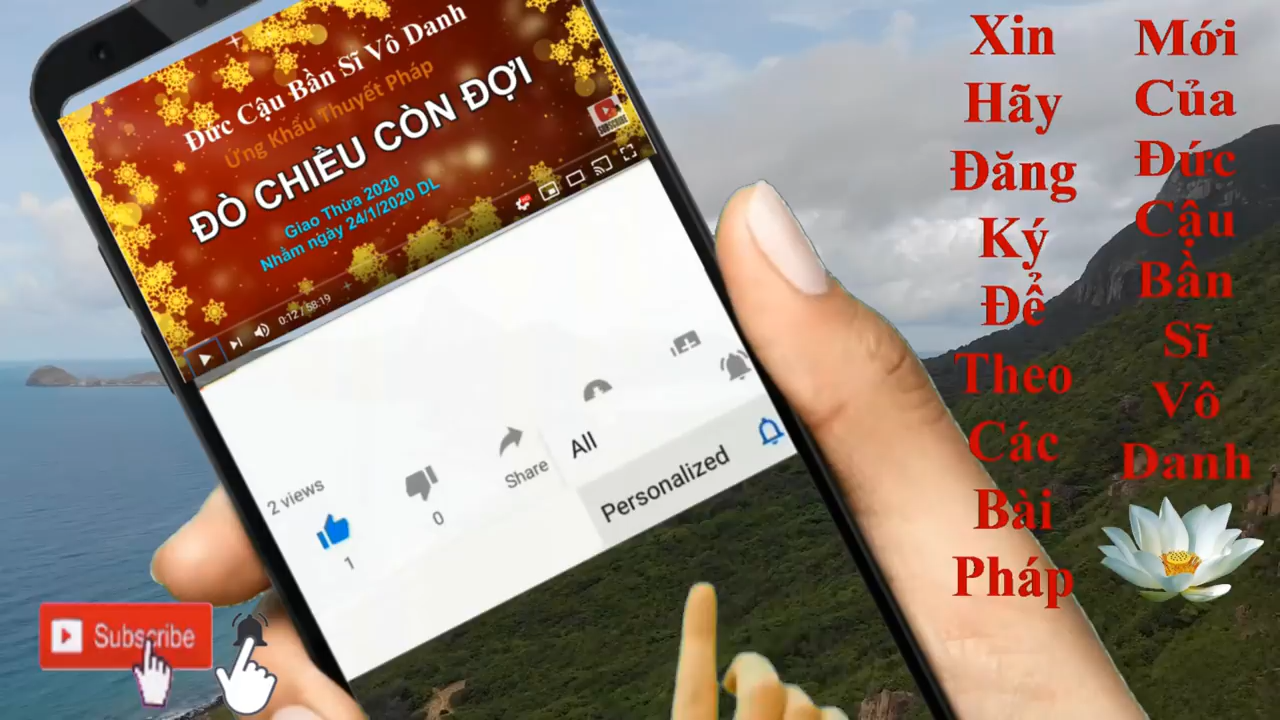 Đức Cậu Bần Sĩ Vô Danh
Ứng Khẩu Thuyết Pháp
ĐÒ CHIỀU CÒN ĐỢI
Giao Thừa 2020
Nhằm ngày 24/1/2020 DL
SUBSCRIBE
0:12 / 58:19
2 views
1
0
Share
All
Personalized
Subscribe
Xin
Hãy
Đăng
Ký
Để
Theo
Các
Bài
Pháp
Mới
Của
Đức
Cậu
Bần
Sĩ
Vô
Danh